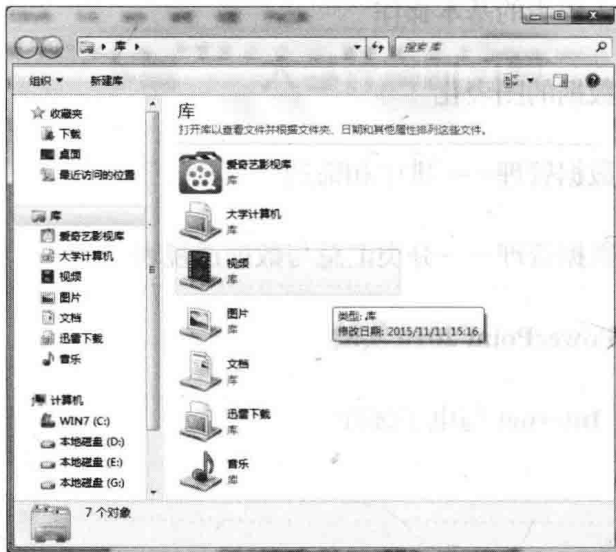 库
搜索 库
组织
新建库
收藏夹
下载
桌面
最近访问的位置
库
爱奇艺影视库
大学计算机
视频
图片
文档
迅雷下载
音乐
计算机
WIN7 (C:)
本地磁盘 (D:)
本地磁盘 (E:)
本地磁盘 (G:)
库
打开库以查看文件并根据文件夹、日期和其他属性排列这些文件。
爱奇艺影视库
库
大学计算机
库
视频
库
图片
库
文档
库
迅雷下载
库
音乐
库
类型: 库
修改日期: 2015/11/11 15:16
7 个对象